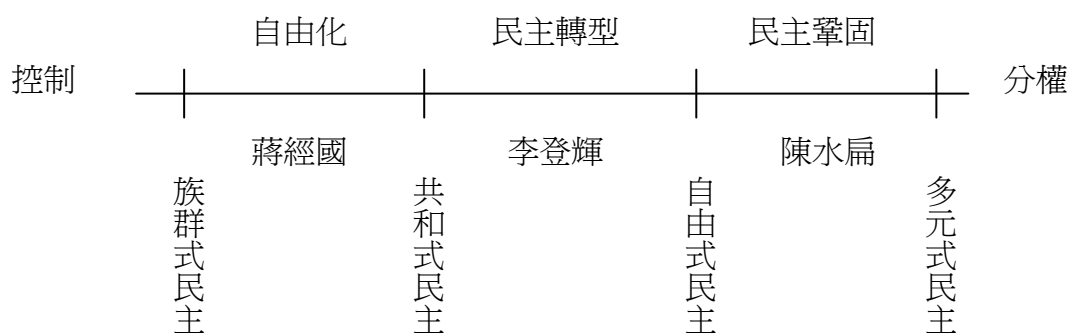 自由化 民主轉型 民主鞏固
控制 分權
蔣經國 李登輝 陳水扁
族群式民主
共和式民主
自由式民主
多元式民主